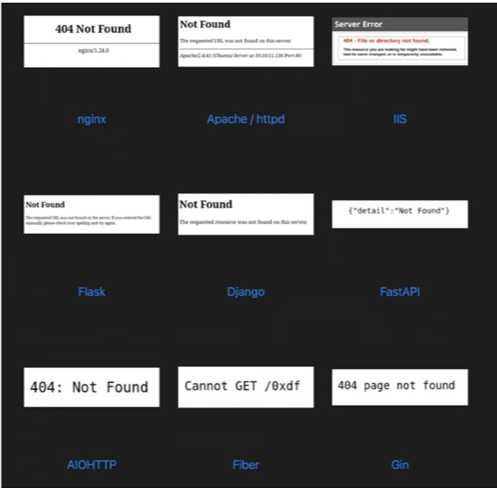 404 Not Found
nginx/1.24.0
nginx
Not Found
The requested URL was not found on this server.
Apache/2.4.41 (Ubuntu) Server at 10.10.11.126 Port 80
Apache / httpd
Server Error
404 - File or directory not found.
The resource you are looking for might have been removed,
had its name changed, or is temporarily unavailable.
IIS
Not Found
The requested URL was not found on the server. If you entered the URL
manually please check your spelling and try again.
Flask
Not Found
The requested resource was not found on this server.
Django
{"detail":"Not Found"}
FastAPI
404: Not Found
AIOHTTP
Cannot GET /0xdf
Fiber
404 page not found
Gin